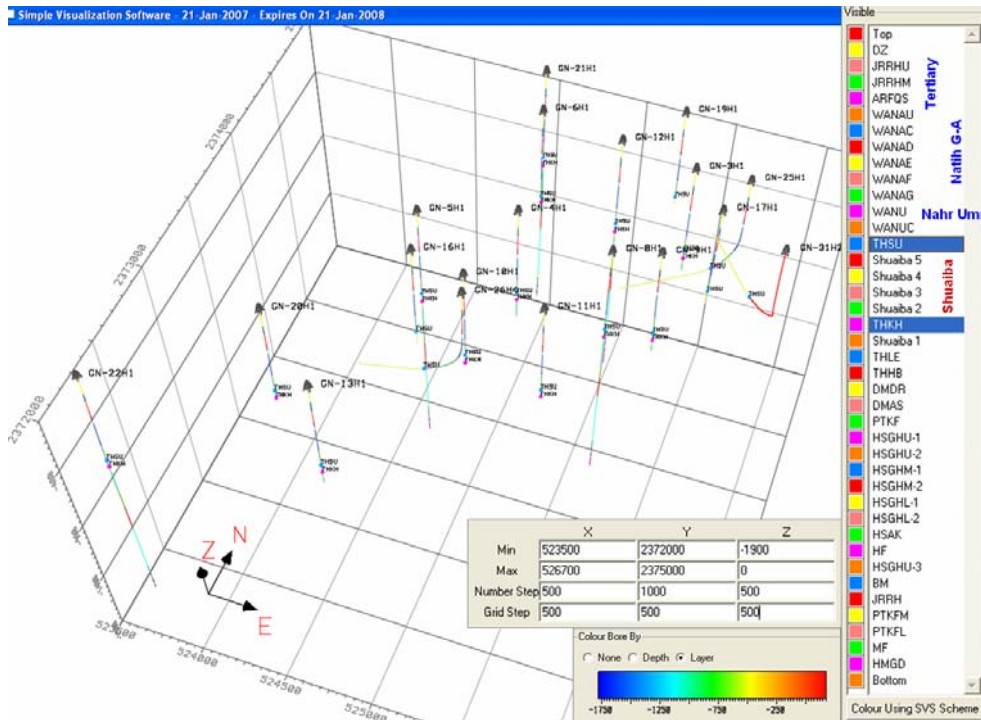 Simple Visualization Software - 21-Jan-2007 - Expires On 21-Jan-2008
Visible
Top
DZ
JRRHU
JRRHM
ARFQS
WANAU
WANAC
WANAD
WANAE
WANAF
WANAG
WANU
WANUC
THSU
Shuaiba 5
Shuaiba 4
Shuaiba 3
Shuaiba 2
THKH
Shuaiba 1
THLE
THHB
DMDR
DMAS
PTKF
HSGHU-1
HSGHU-2
HSGHM-1
HSGHM-2
HSGHL-1
HSGHL-2
HSAK
HF
HSGHU-3
BM
JRRH
PTKFM
PTKFL
MF
HMGD
Bottom
Colour Using SVS Scheme
Tertiary
Natih G-A
Nahr Um
Shuaiba
GN-21H1
GN-6H1
GN-19H1
GN-12H1
GN-3H1
GN-25H1
GN-5H1
GN-4H1
GN-17H1
GN-16H1
GN-8H1
GN-9H1
GN-31H2
GN-10H1
GN-20H1
GN-11H1
GN-22H1
GN-13H1
THSU
THKH
2374000
2373000
2372000
524000
524500
525000
N
Z
E
X Y Z
Min 523500 2372000 -1900
Max 526700 2375000 0
Number Step 500 1000 500
Grid Step 500 500 500
Colour Bore By
None Depth Layer
-1750 -1250 -750 -250